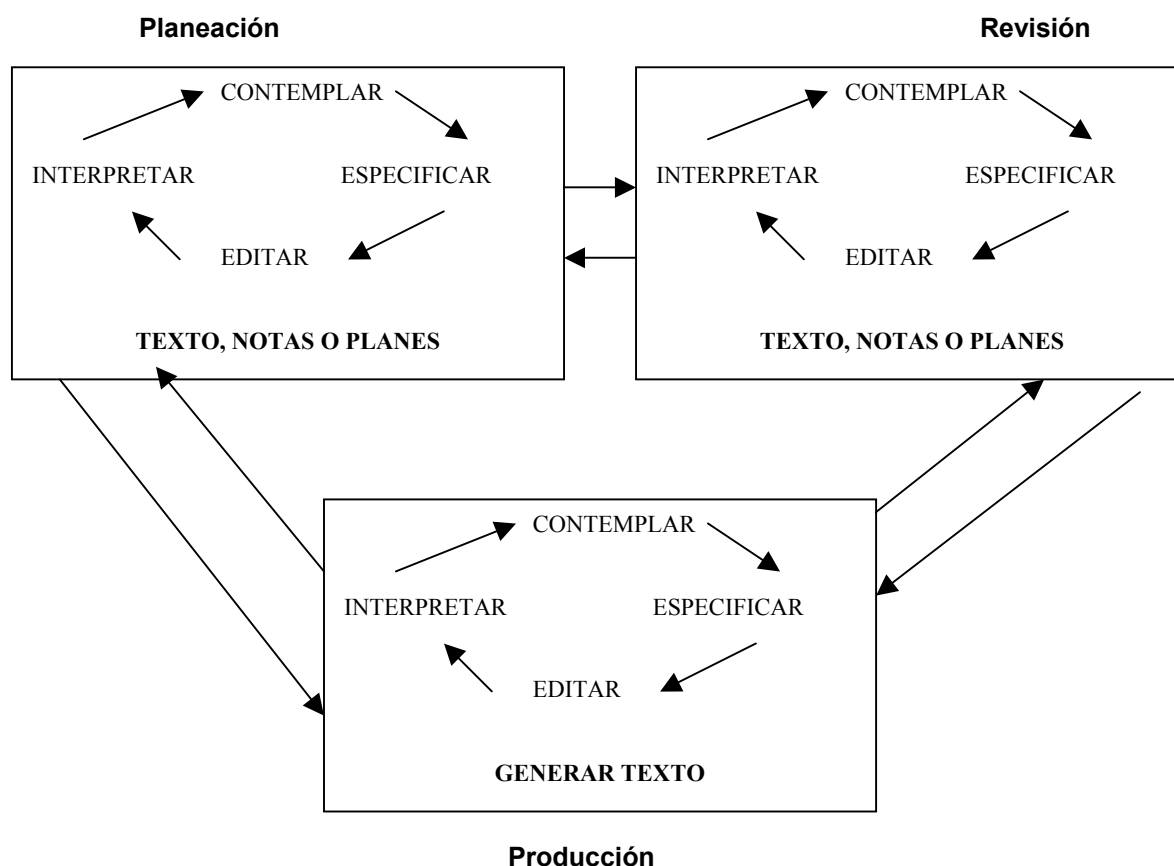 Planeación
Revisión
CONTEMPLAR
INTERPRETAR
ESPECIFICAR
EDITAR
TEXTO, NOTAS O PLANES
CONTEMPLAR
INTERPRETAR
ESPECIFICAR
EDITAR
TEXTO, NOTAS O PLANES
CONTEMPLAR
INTERPRETAR
ESPECIFICAR
EDITAR
GENERAR TEXTO
Producción